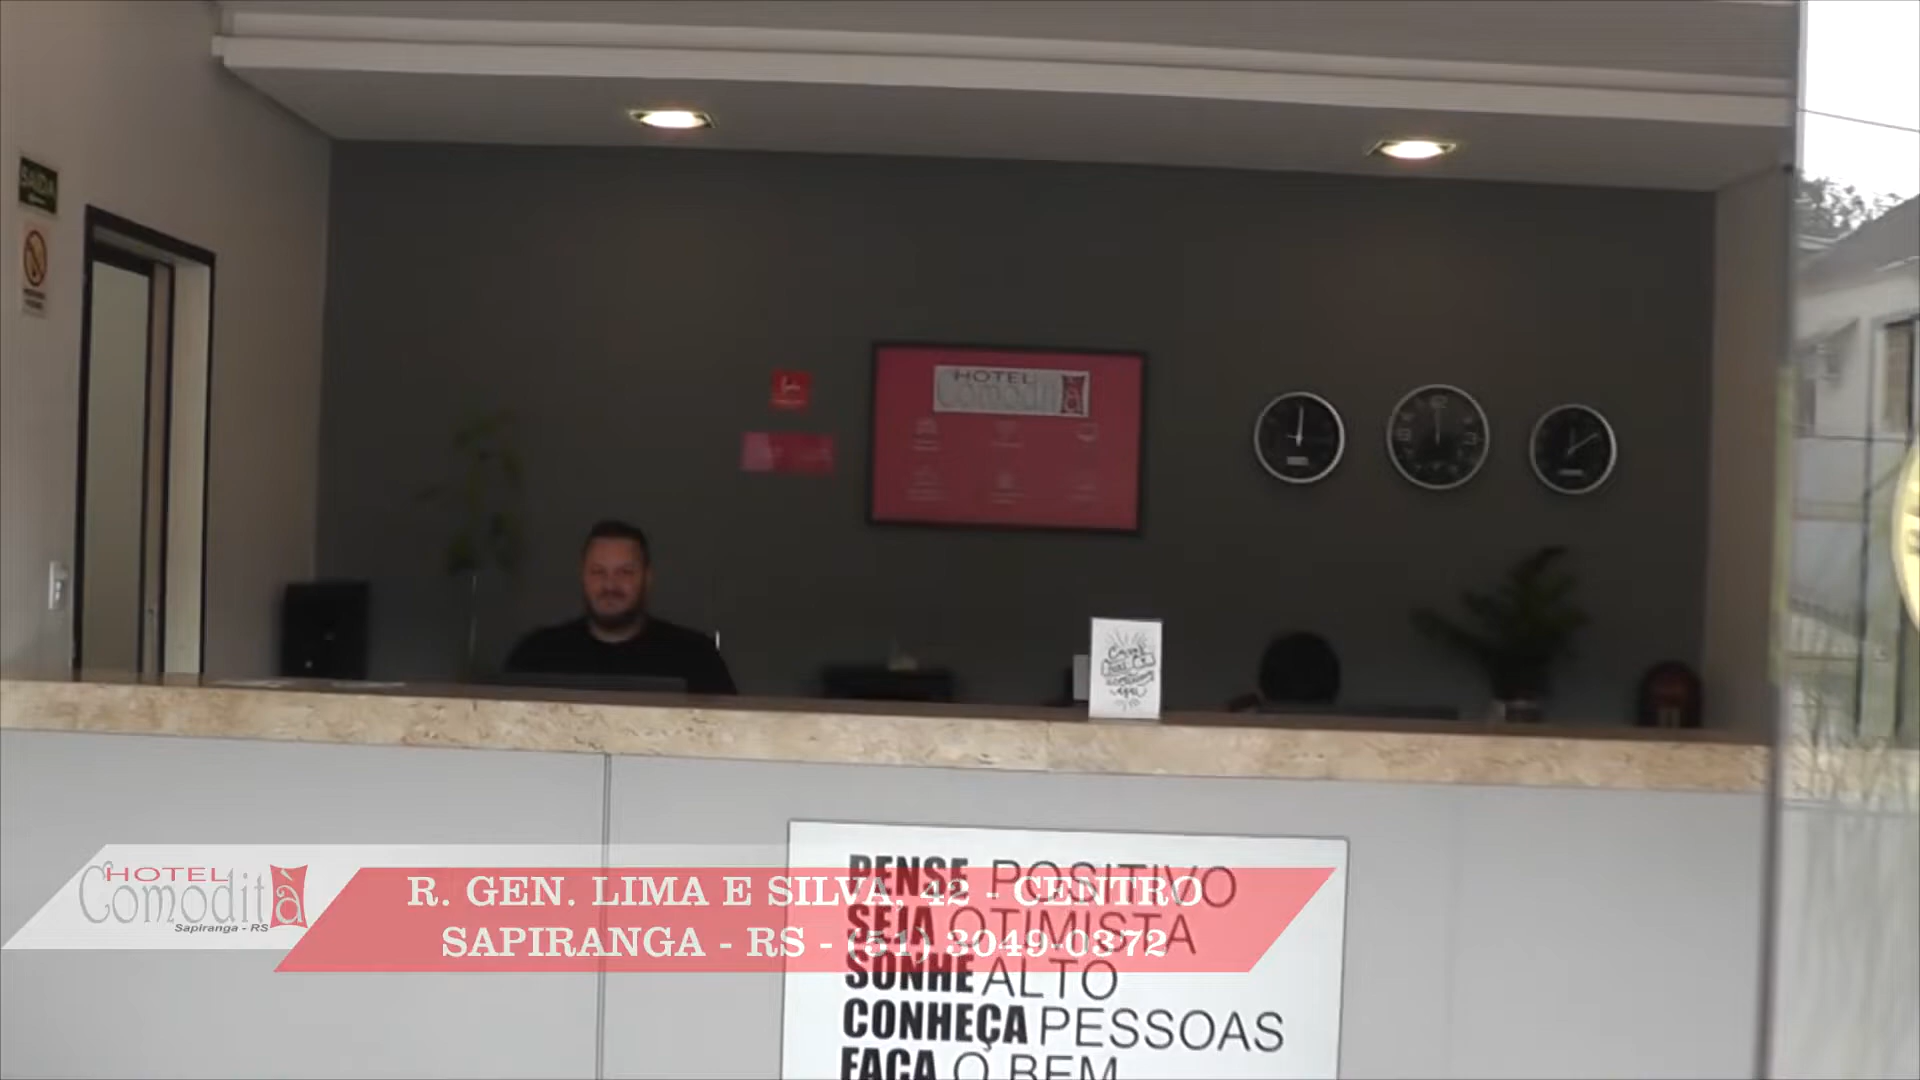 SAIDA
HOTEL
Comodità
HOTEL
Comodità
Sapiranga - RS
R. GEN. LIMA E SILVA, 42 - CENTRO
SAPIRANGA - RS - (51) 3049-0372
PENSE POSITIVO
SEJA OTIMISTA
SONHE ALTO
CONHEÇA PESSOAS
FAÇA O BEM